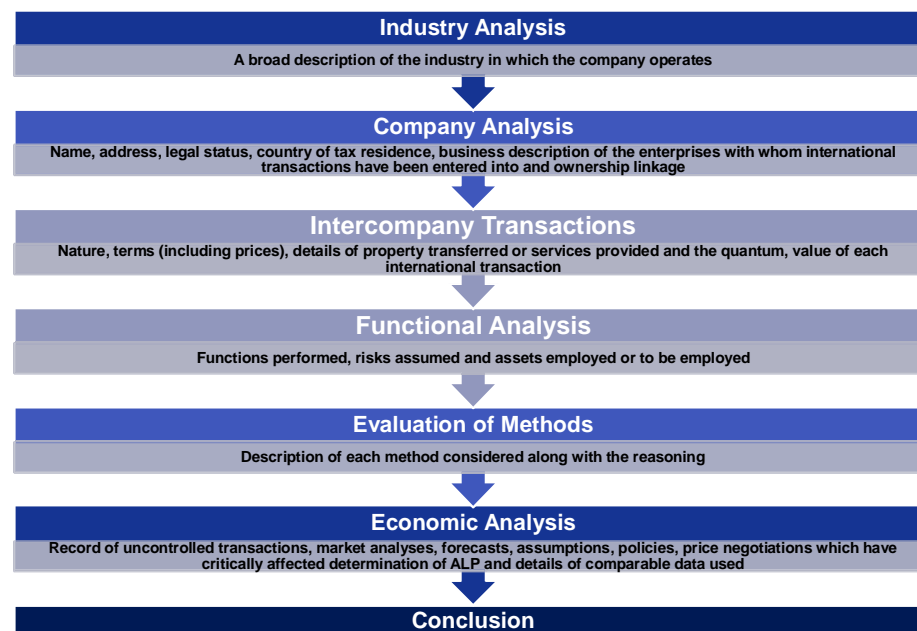 Industry Analysis
A broad description of the industry in which the company operates
Company Analysis
Name, address, legal status, country of tax residence, business description of the enterprises with whom international
transactions have been entered into and ownership linkage
Intercompany Transactions
Nature, terms (including prices), details of property transferred or services provided and the quantum, value of each
international transaction
Functional Analysis
Functions performed, risks assumed and assets employed or to be employed
Evaluation of Methods
Description of each method considered along with the reasoning
Economic Analysis
Record of uncontrolled transactions, market analyses, forecasts, assumptions, policies, price negotiations which have
critically affected determination of ALP and details of comparable data used
Conclusion